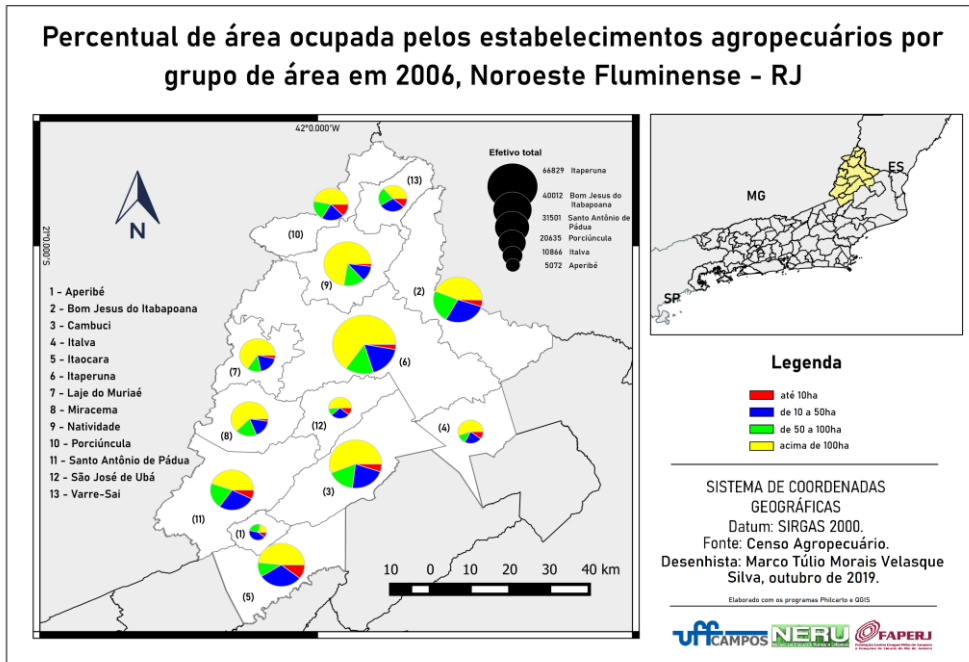 Percentual de área ocupada pelos estabelecimentos agropecuários por
grupo de área em 2006, Noroeste Fluminense - RJ
42°0.000'W
21°0.000'S
N
1 - Aperibé
2 - Bom Jesus do Itabapoana
3 - Cambuci
4 - Italva
5 - Itaocara
6 - Itaperuna
7 - Laje do Muriaé
8 - Miracema
9 - Natividade
10 - Porciúncula
11 - Santo Antônio de Pádua
12 - São José de Ubá
13 - Varre-Sai
(13)
(10)
(9)
(2)
(6)
(7)
(12)
(8)
(4)
(3)
(11)
(1)
(5)
Efetivo total
66829 Itaperuna
40012 Bom Jesus do
Itabapoana
31501 Santo Antônio de
Pádua
20635 Porciúncula
10866 Italva
5072 Aperibé
10 0 10 20 30 40 km
MG
ES
SP
Legenda
até 10ha
de 10 a 50ha
de 50 a 100ha
acima de 100ha
SISTEMA DE COORDENADAS
GEOGRÁFICAS
Datum: SIRGAS 2000.
Fonte: Censo Agropecuário.
Desenhista: Marco Túlio Morais Velasque
Silva, outubro de 2019.
Elaborado com os programas Philcarto e QGIS
uff CAMPOS
NERU
FAPERJ